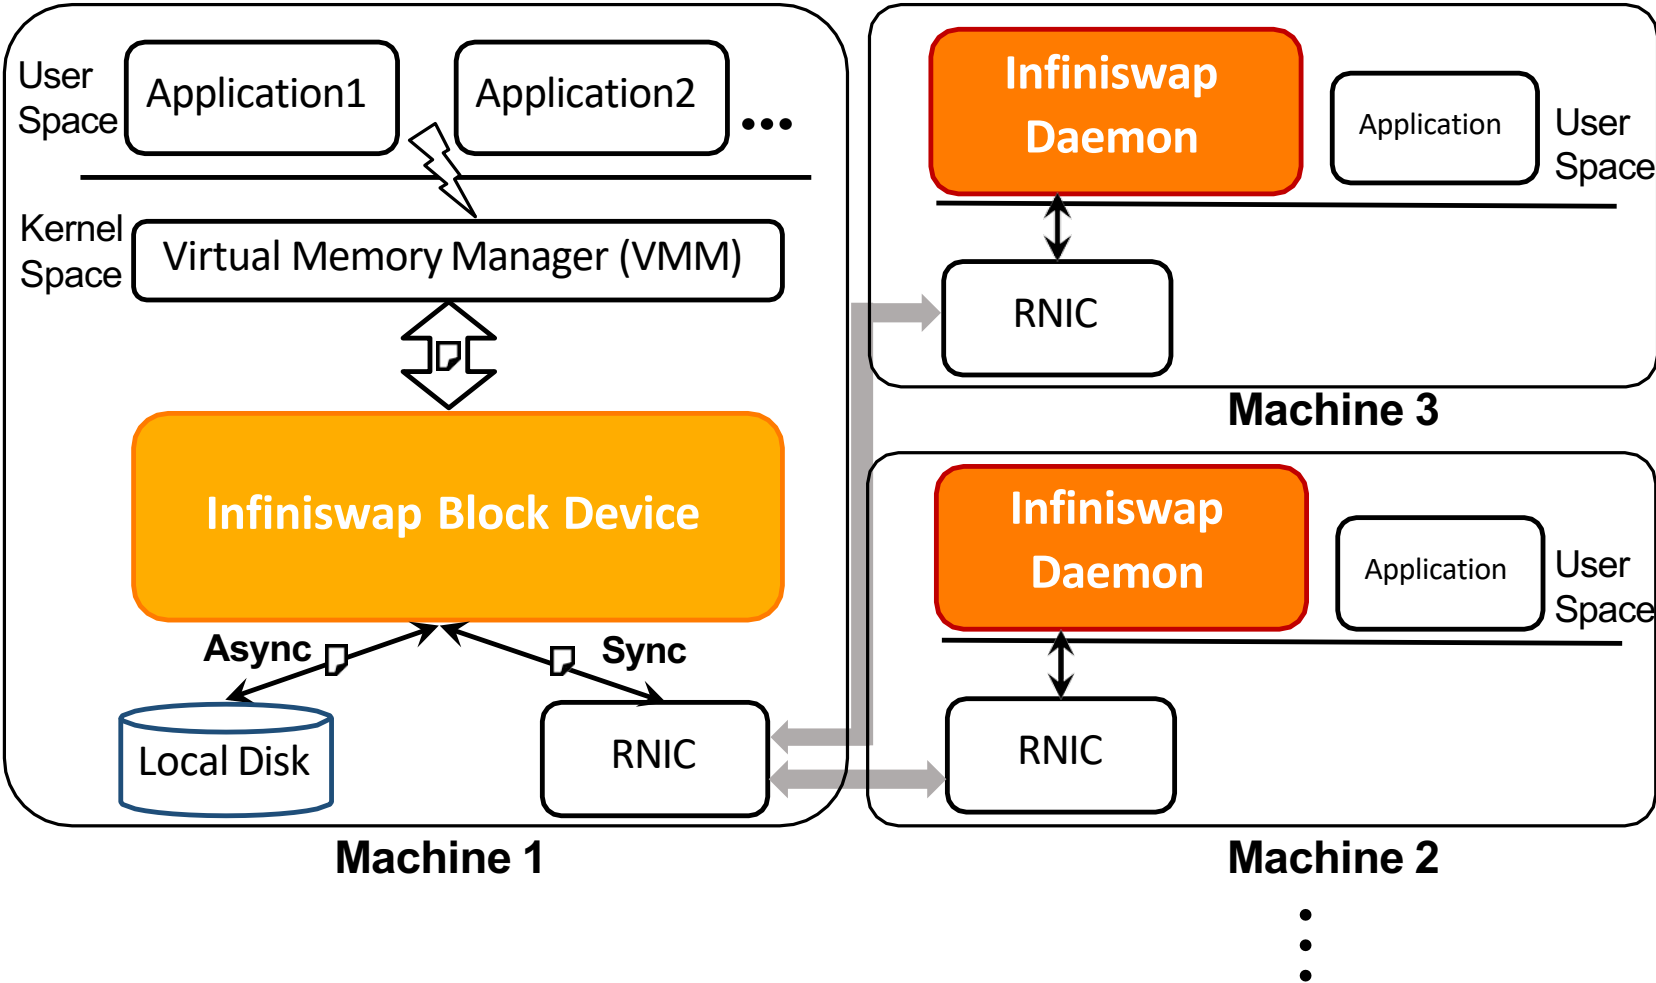 User
Space
Application1
Application2
...
Kernel
Space
Virtual Memory Manager (VMM)
Infiniswap Block Device
Async
Sync
Local Disk
RNIC
Machine 1
Infiniswap
Daemon
Application
User
Space
RNIC
Machine 3
Infiniswap
Daemon
Application
User
Space
RNIC
Machine 2